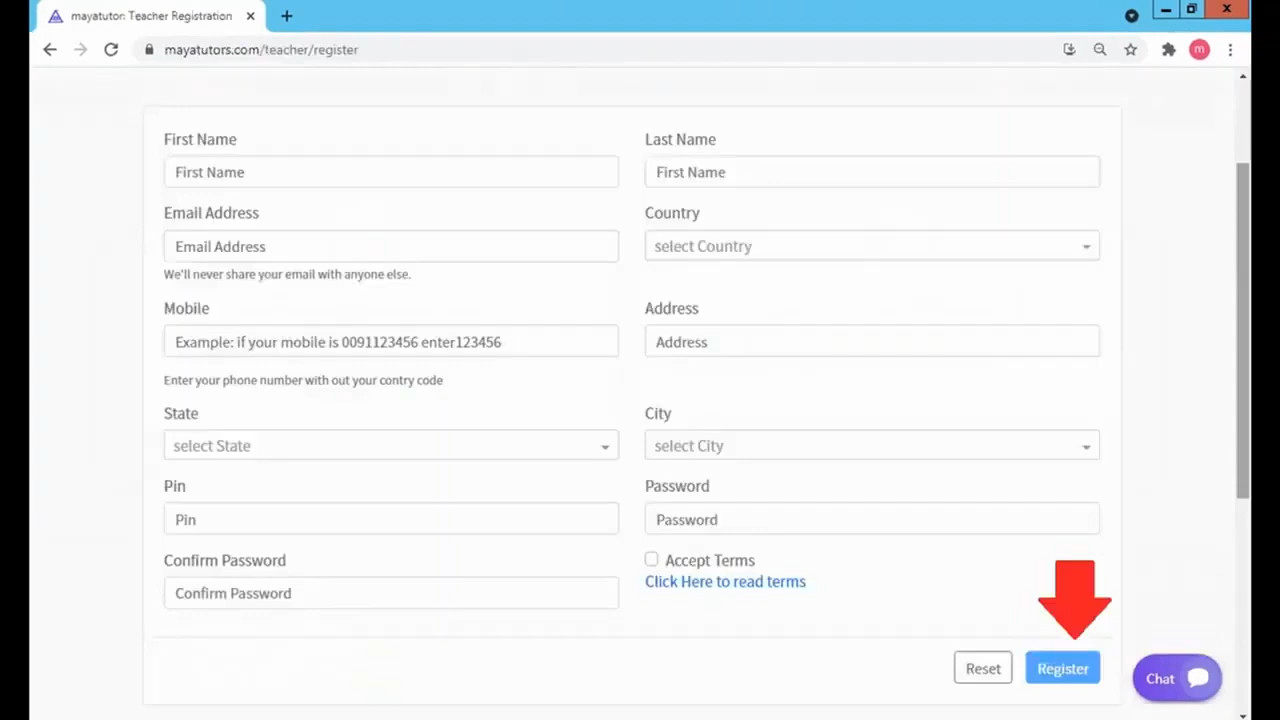 mayatutor: Teacher Registration
mayatutors.com/teacher/register
m
First Name
Last Name
First Name
First Name
Email Address
Country
Email Address
select Country
We'll never share your email with anyone else.
Mobile
Address
Example: if your mobile is 0091123456 enter123456
Address
Enter your phone number with out your contry code
State
City
select State
select City
Pin
Password
Pin
Password
Confirm Password
Accept Terms
Click Here to read terms
Confirm Password
Reset
Register
Chat